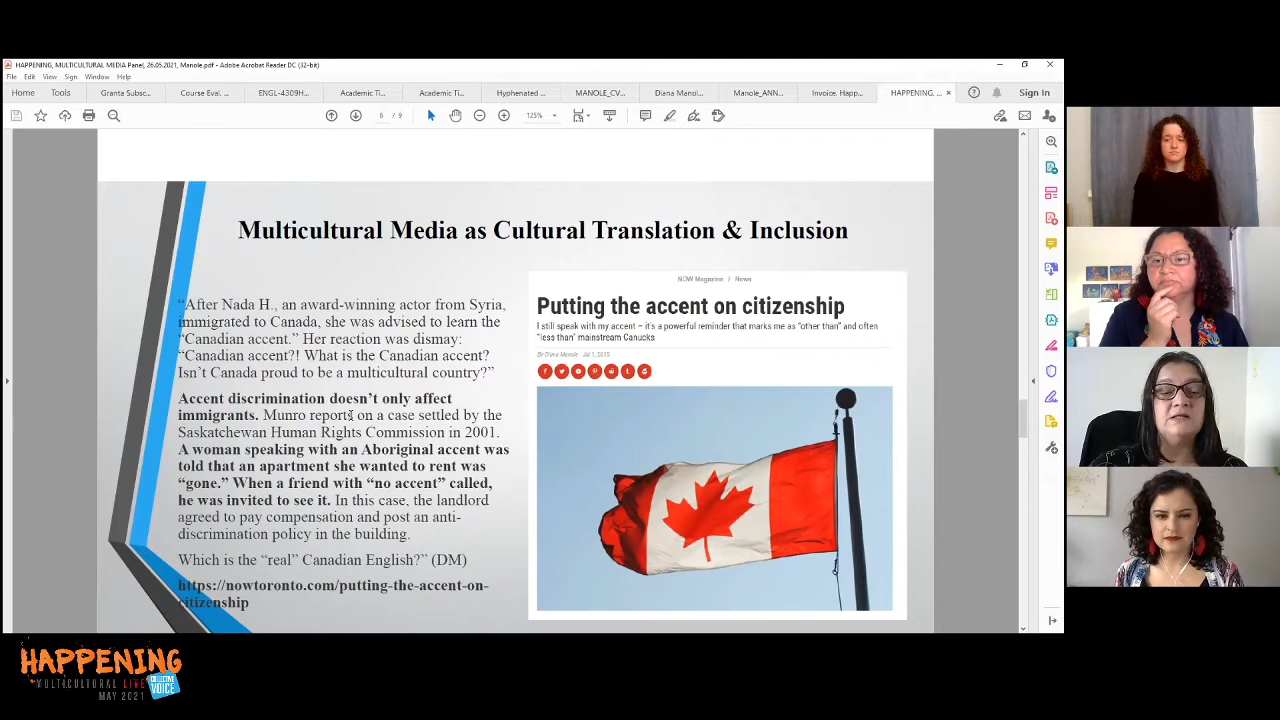 HAPPENING, MULTICULTURAL MEDIA Panel, 26.05.2021, Manole.pdf - Adobe Acrobat Reader DC (32-bit)
File Edit View Sign Window Help
Home Tools Granta Subsc... Course Eval. ... ENGL-4309H... Academic Ti... Academic Ti... Hyphenated ... MANOLE_CV... Diana Manol... Manole_ANN... Invoice. Happ... HAPPENING, ... Sign In
6 / 9 125%
Multicultural Media as Cultural Translation & Inclusion
“After Nada H., an award-winning actor from Syria,
immigrated to Canada, she was advised to learn the
“Canadian accent.” Her reaction was dismay:
“Canadian accent?! What is the Canadian accent?
Isn’t Canada proud to be a multicultural country?”
Accent discrimination doesn’t only affect
immigrants. Munro reports on a case settled by the
Saskatchewan Human Rights Commission in 2001.
A woman speaking with an Aboriginal accent was
told that an apartment she wanted to rent was
“gone.” When a friend with “no accent” called,
he was invited to see it. In this case, the landlord
agreed to pay compensation and post an anti-
discrimination policy in the building.
Which is the “real” Canadian English?” (DM)
https://nowtoronto.com/putting-the-accent-on-
citizenship
NOW Magazine / News
Putting the accent on citizenship
I still speak with my accent – it's a powerful reminder that marks me as "other than" and often
"less than" mainstream Canucks
By Diana Manole Jul 1, 2015
HAPPENING
MULTICULTURAL LIVE
MAY 2021
COLLECTIVE
VOICE